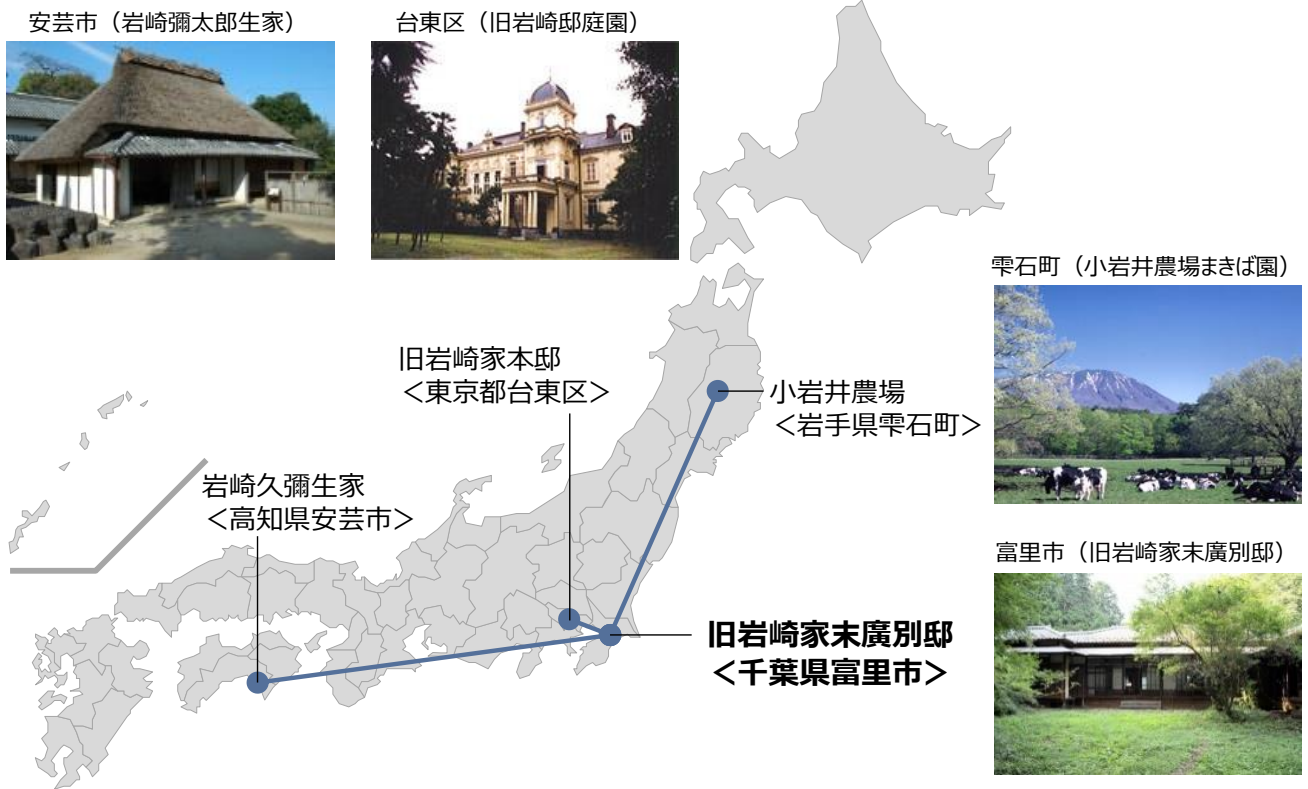 安芸市（岩崎彌太郎生家）
台東区（旧岩崎邸庭園）
雫石町（小岩井農場まきば園）
旧岩崎家本邸
＜東京都台東区＞
小岩井農場
＜岩手県雫石町＞
岩崎久彌生家
＜高知県安芸市＞
富里市（旧岩崎家末廣別邸）
旧岩崎家末廣別邸
＜千葉県富里市＞